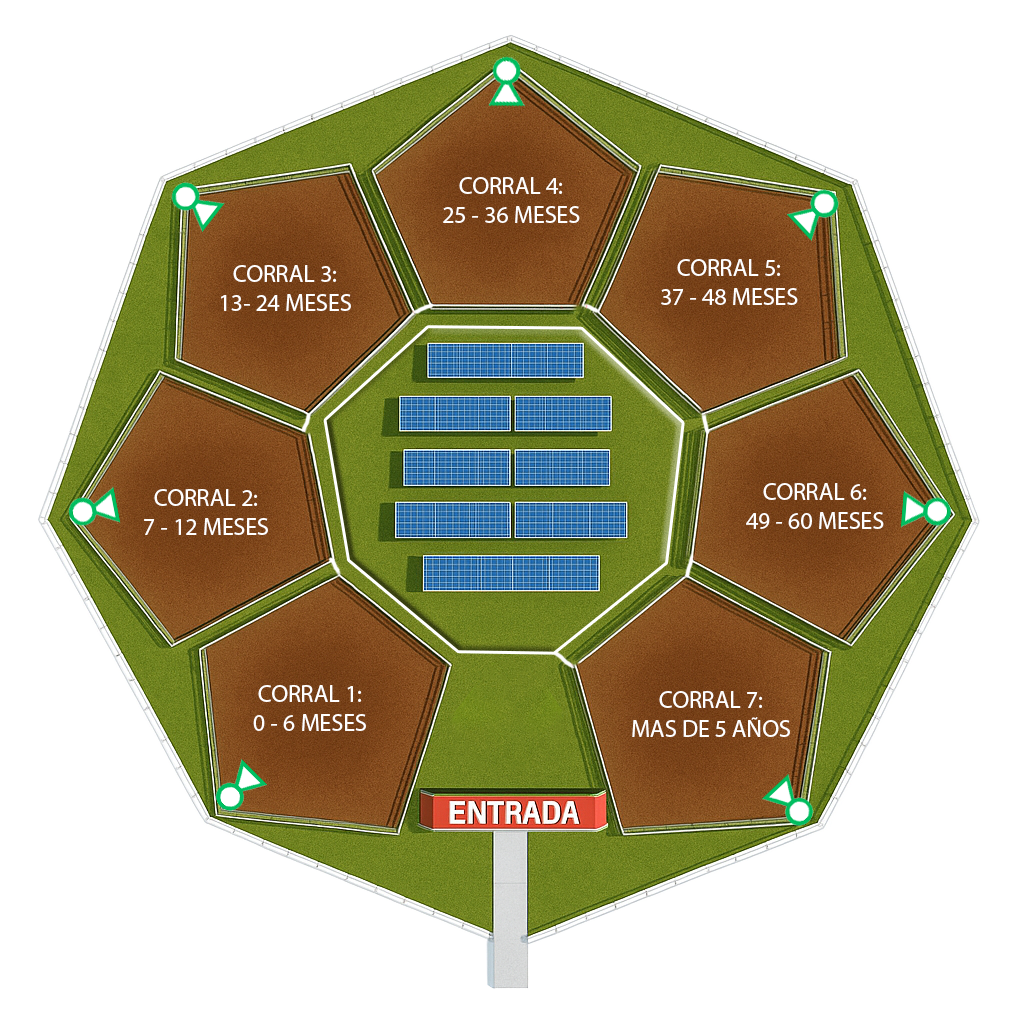 CORRAL 4:
25 - 36 MESES
CORRAL 3:
13- 24 MESES
CORRAL 5:
37 - 48 MESES
CORRAL 2:
7 - 12 MESES
CORRAL 6:
49 - 60 MESES
CORRAL 1:
0 - 6 MESES
CORRAL 7:
MAS DE 5 AÑOS
ENTRADA